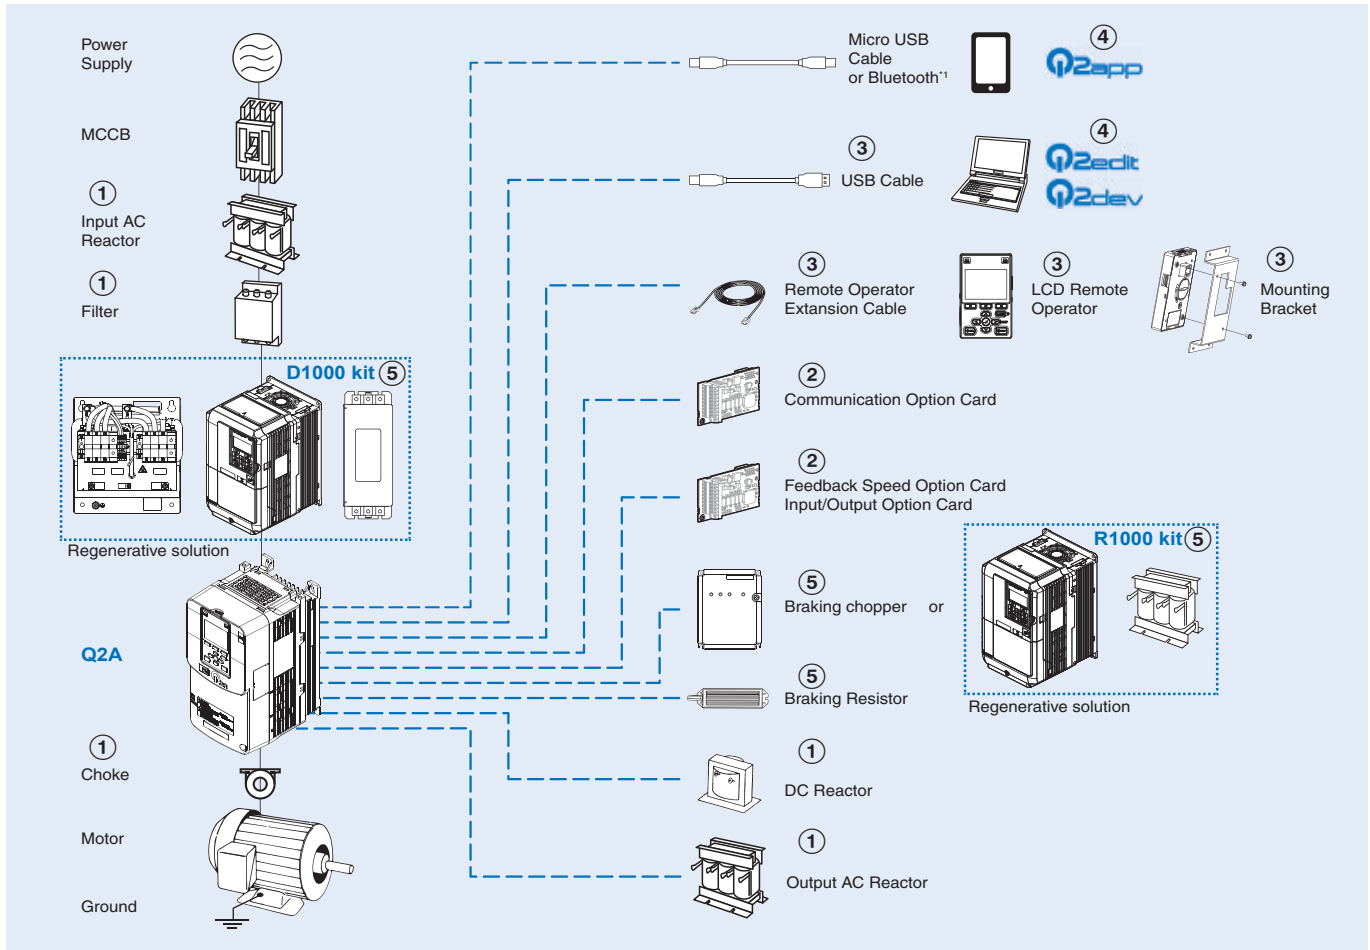 Power
Supply
MCCB
1
Input AC
Reactor
1
Filter
D1000 kit 5
Regenerative solution
Q2A
1
Choke
Motor
Ground
Micro USB
Cable
or Bluetooth*1
4
Q2app
3
USB Cable
4
Q2edit
Q2dev
3
Remote Operator
Extension Cable
3
LCD Remote
Operator
3
Mounting
Bracket
2
Communication Option Card
2
Feedback Speed Option Card
Input/Output Option Card
5
Braking chopper or
R1000 kit 5
Regenerative solution
5
Braking Resistor
1
DC Reactor
1
Output AC Reactor